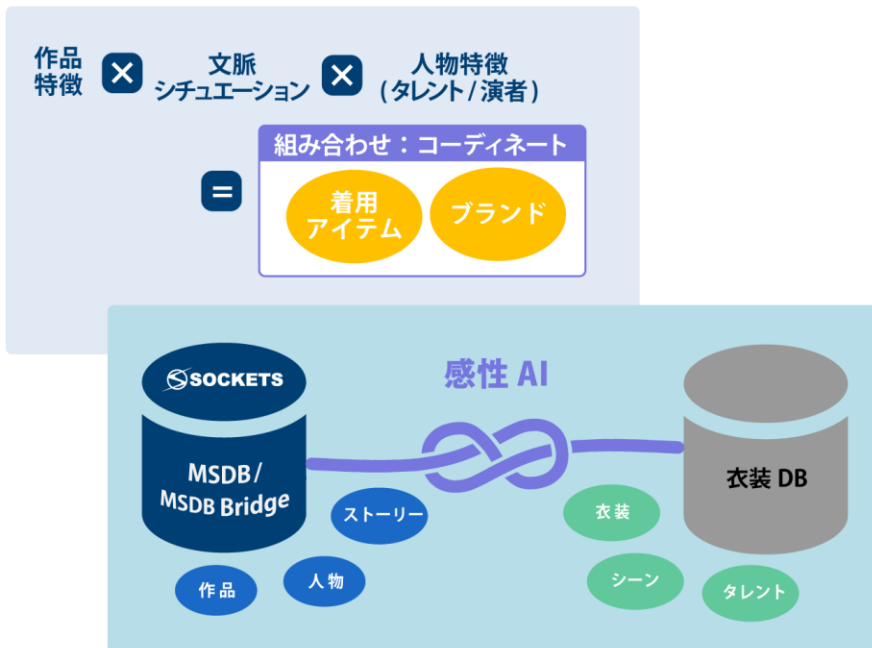 作品
特徴
×
文脈
シチュエーション
×
人物特徴
(タレント/演者)
=
組み合わせ：コーディネート
着用
アイテム
ブランド
SOCKETS
MSDB/
MSDB Bridge
感性 AI
衣装 DB
ストーリー
作品
人物
衣装
シーン
タレント